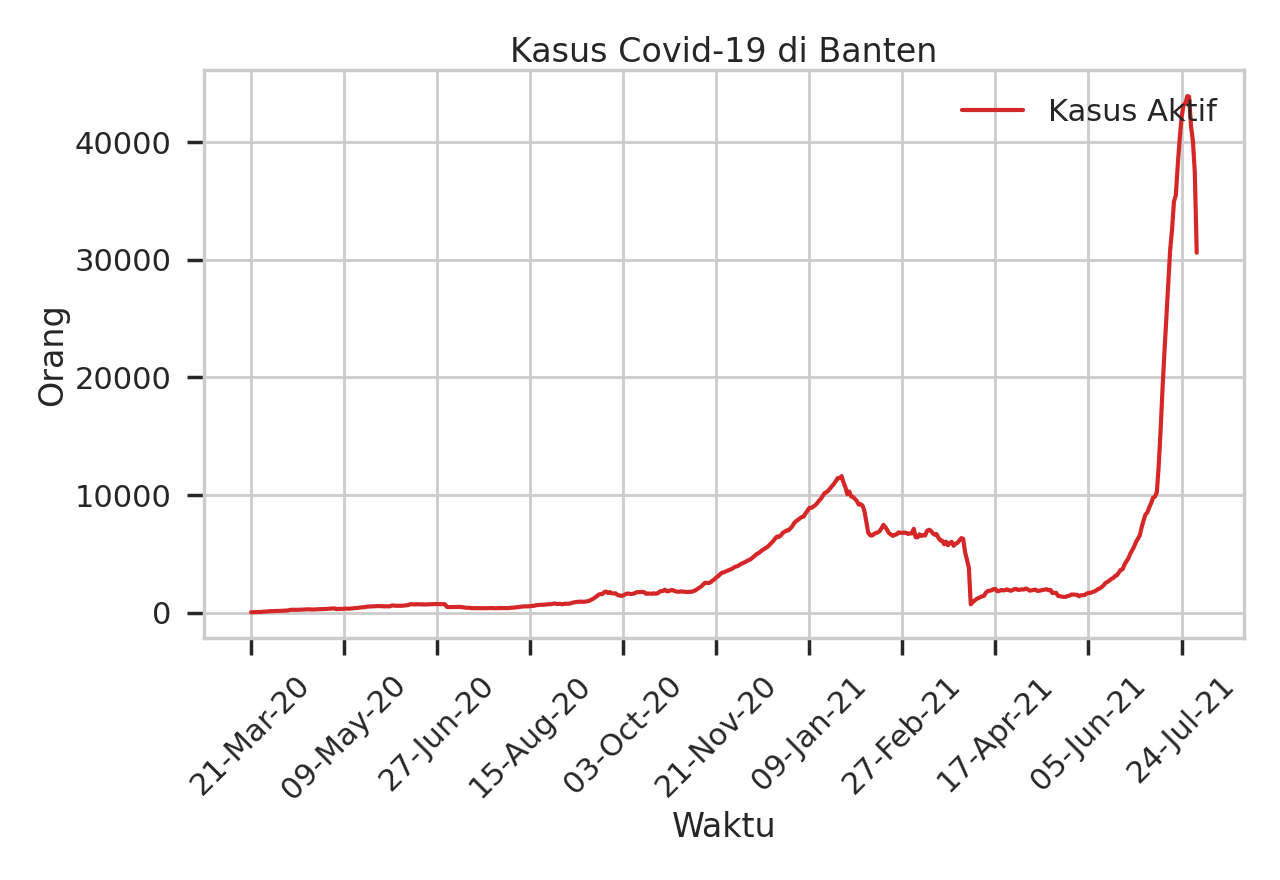 Kasus Covid-19 di Banten
Kasus Aktif
Orang
40000
30000
20000
10000
0
21-Mar-20
09-May-20
27-Jun-20
15-Aug-20
03-Oct-20
21-Nov-20
09-Jan-21
27-Feb-21
17-Apr-21
05-Jun-21
24-Jul-21
Waktu